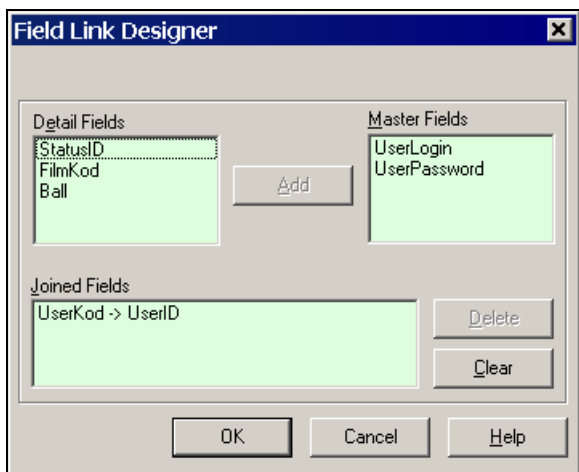 Field Link Designer
Detail Fields
StatusID
FilmKod
Ball
Add
Master Fields
UserLogin
UserPassword
Joined Fields
UserKod -> UserID
Delete
Clear
OK
Cancel
Help